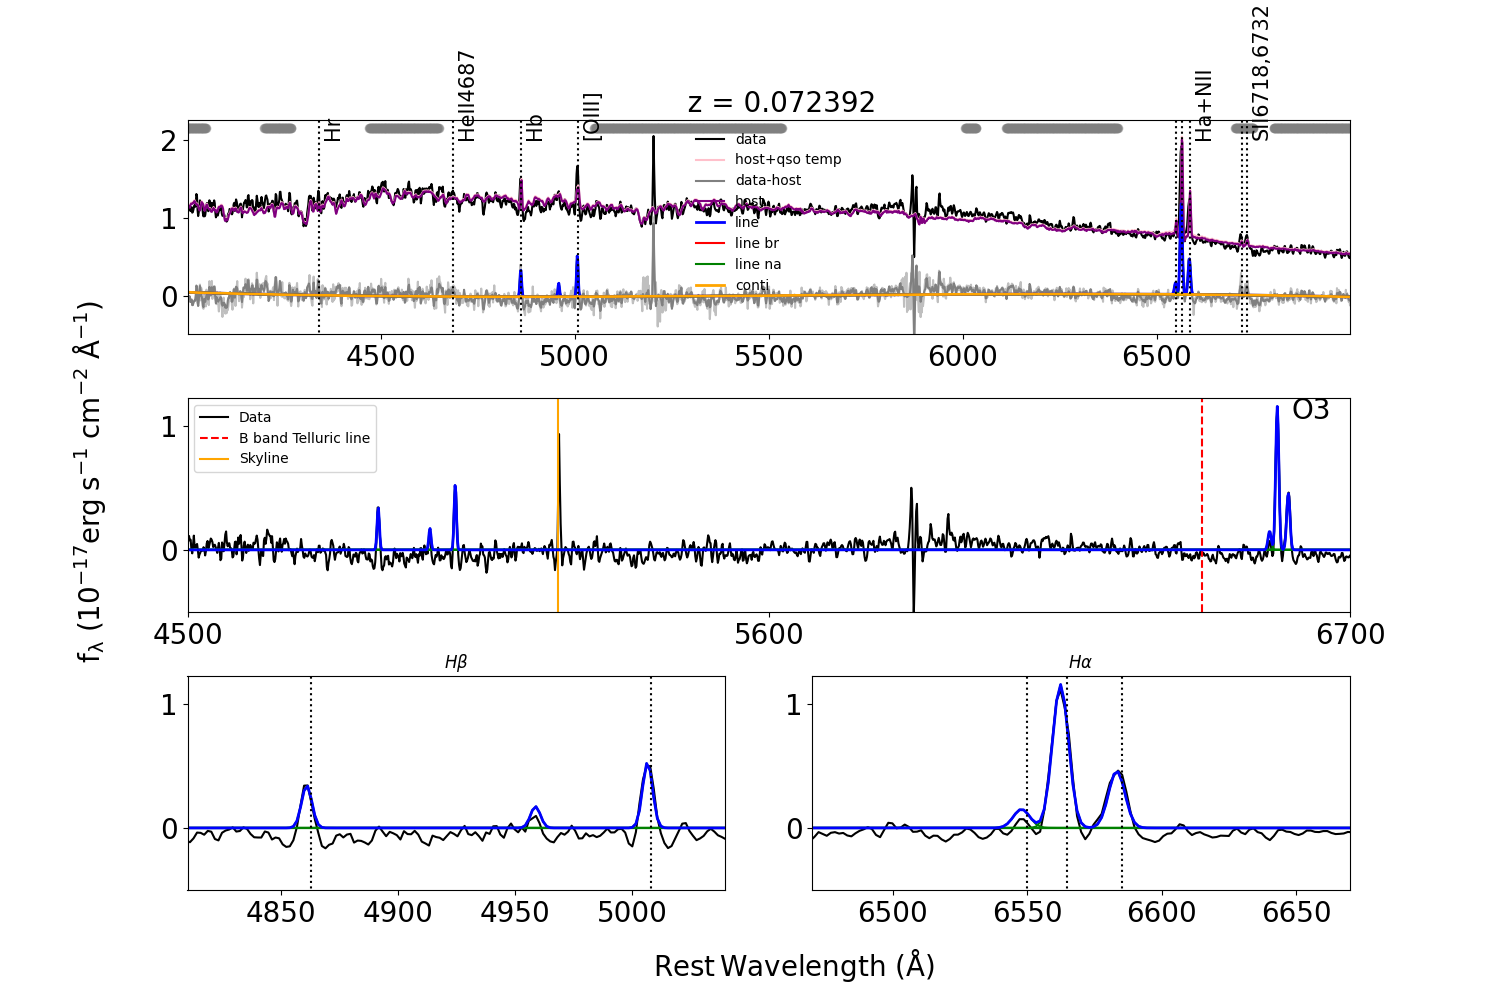 z = 0.072392
Hr
HeII4687
Hb
[OIII]
Ha+NII
SII6718,6732
data
host+qso temp
data-host
host
line
line br
line na
conti
2
1
0
4500 5000 5500 6000 6500
f_λ (10⁻¹⁷erg s⁻¹ cm⁻² Å⁻¹)
O3
Data
B band Telluric line
Skyline
1
0
4500 5600 6700
Hβ
1
0
4850 4900 4950 5000
Hα
1
0
6500 6550 6600 6650
Rest Wavelength (Å)